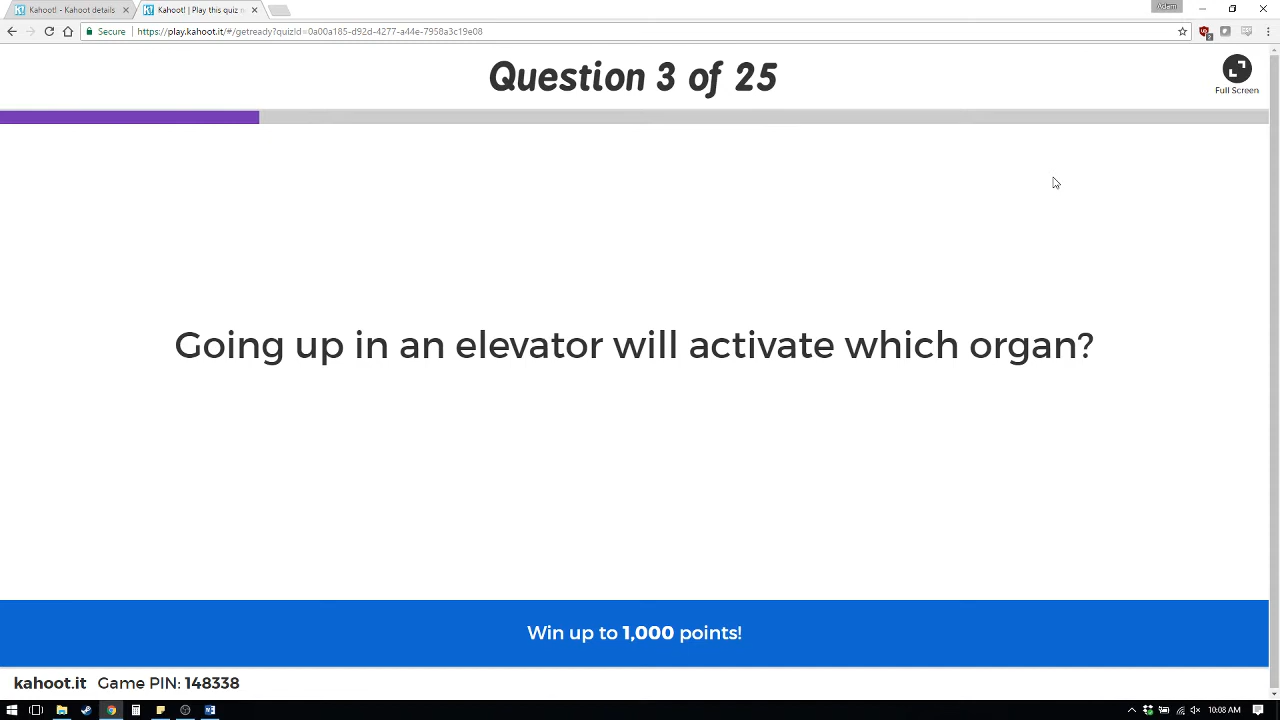 Kahoot! - Kahoot details
Kahoot! | Play this quiz
Adem
Secure
https://play.kahoot.it/#/getready?quizId=0a00a185-d92d-4277-a44e-7958a3c19e08
Question 3 of 25
Full Screen
Going up in an elevator will activate which organ?
Win up to 1,000 points!
kahoot.it Game PIN: 148338
10:08 AM